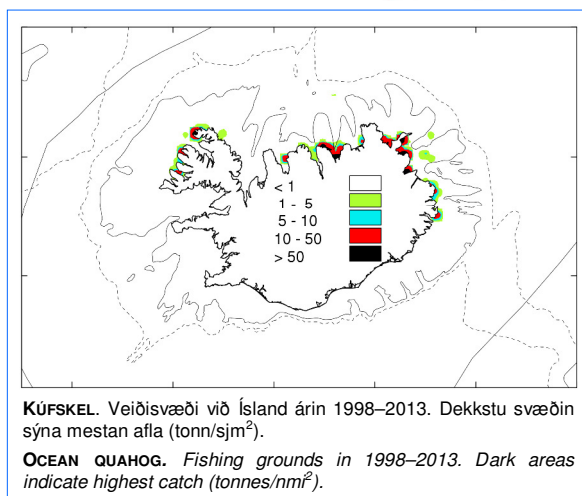 < 1
1 - 5
5 - 10
10 - 50
> 50
KÚFSKEL. Veiðisvæði við Ísland árin 1998–2013. Dekkstu svæðin
sýna mestan afla (tonn/sjm²).
OCEAN QUAHOG. Fishing grounds in 1998–2013. Dark areas
indicate highest catch (tonnes/nmi²).